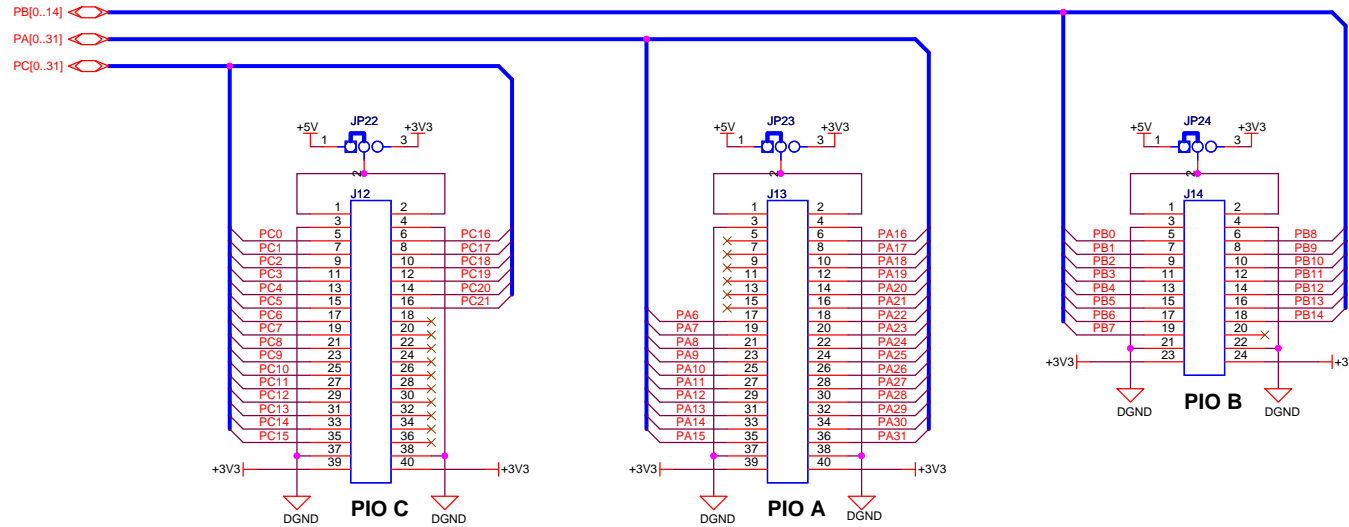 PB[0..14]
PA[0..31]
PC[0..31]
JP22
+5V 1 3 +3V3
2
J12
1 2
3 4
PC0 5 6 PC16
PC1 7 8 PC17
PC2 9 10 PC18
PC3 11 12 PC19
PC4 13 14 PC20
PC5 15 16 PC21
PC6 17 18
PC7 19 20
PC8 21 22
PC9 23 24
PC10 25 26
PC11 27 28
PC12 29 30
PC13 31 32
PC14 33 34
PC15 35 36
37 38
+3V3 39 40 +3V3
DGND PIO C DGND
JP23
+5V 1 3 +3V3
2
J13
1 2
3 4
5 6 PA16
7 8 PA17
9 10 PA18
11 12 PA19
13 14 PA20
15 16 PA21
PA6 17 18 PA22
PA7 19 20 PA23
PA8 21 22 PA24
PA9 23 24 PA25
PA10 25 26 PA26
PA11 27 28 PA27
PA12 29 30 PA28
PA13 31 32 PA29
PA14 33 34 PA30
PA15 35 36 PA31
37 38
+3V3 39 40 +3V3
DGND PIO A DGND
JP24
+5V 1 3 +3V3
2
J14
1 2
3 4
PB0 5 6 PB8
PB1 7 8 PB9
PB2 9 10 PB10
PB3 11 12 PB11
PB4 13 14 PB12
PB5 15 16 PB13
PB6 17 18 PB14
PB7 19 20
21 22
+3V3 23 24 +3
DGND PIO B DGND